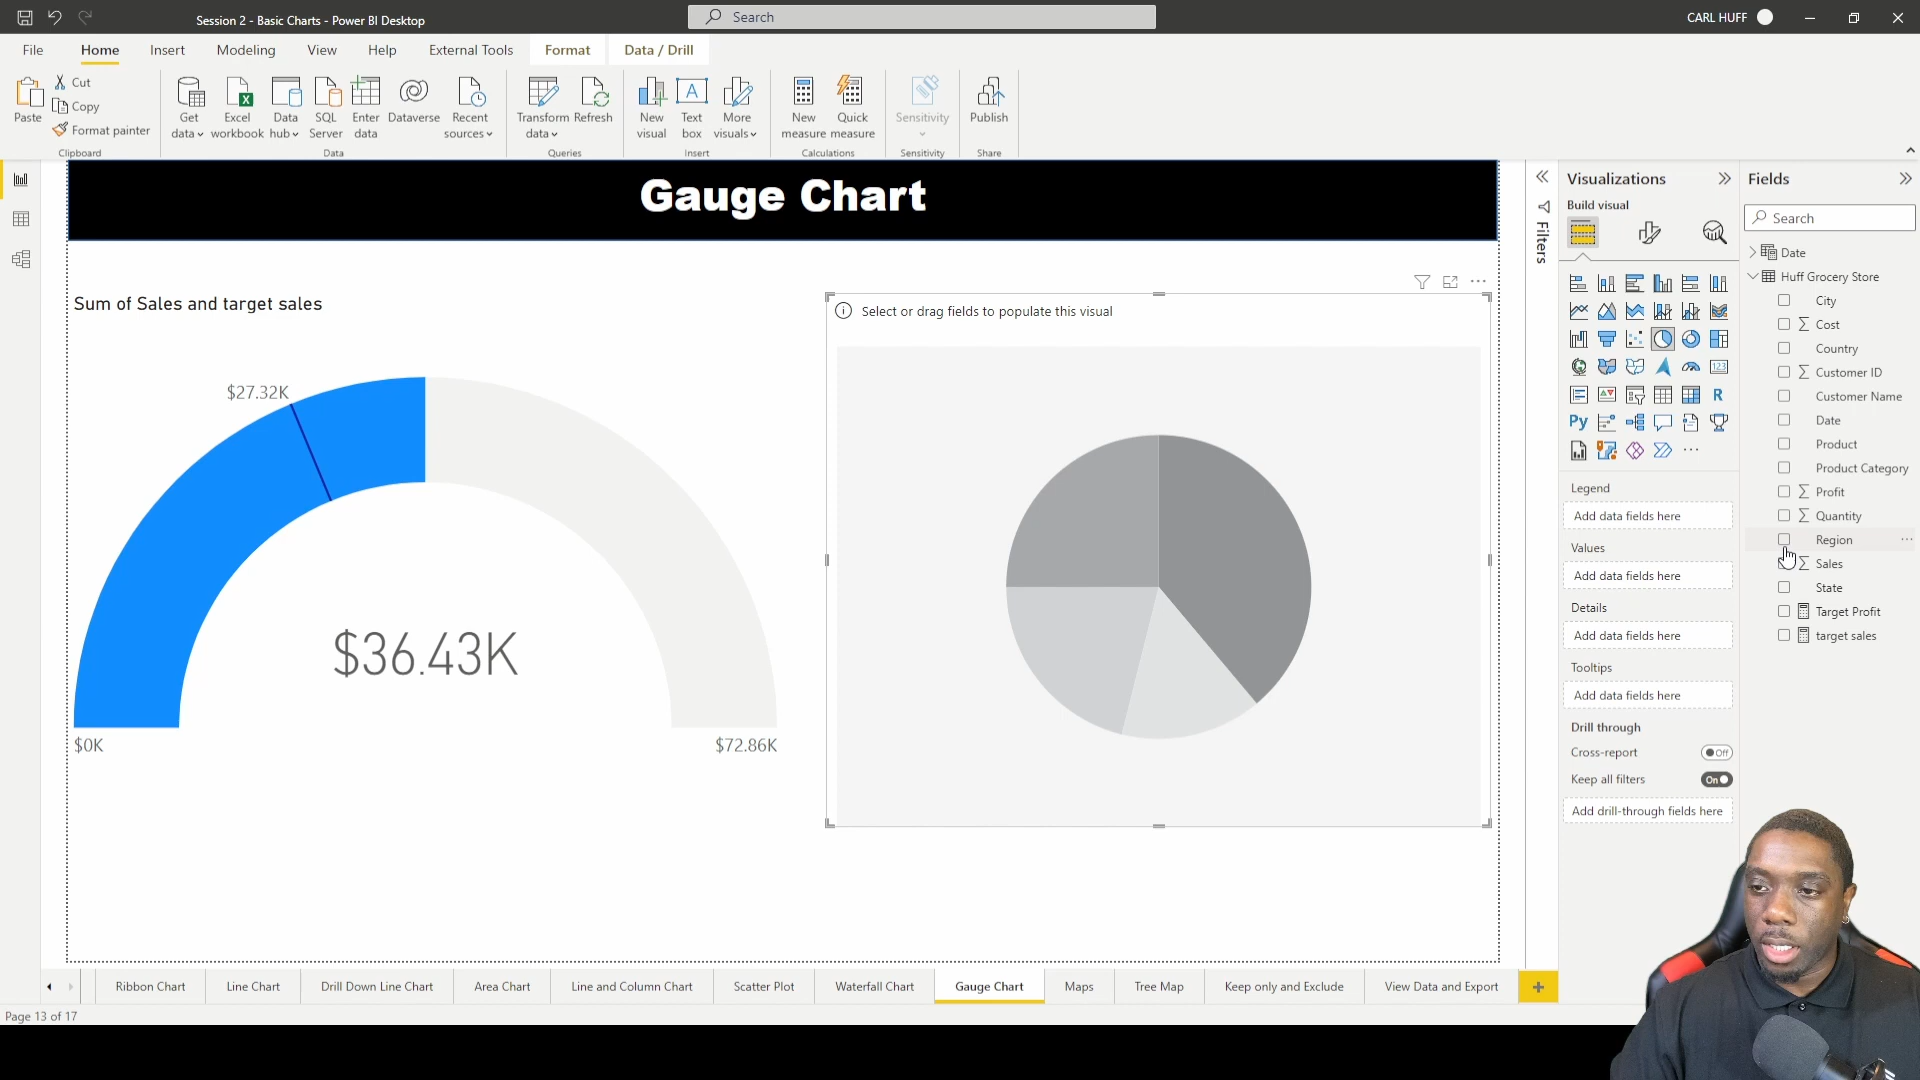 Session 2 - Basic Charts - Power BI Desktop
Search
CARL HUFF
File
Home
Insert
Modeling
View
Help
External Tools
Format
Data / Drill
Paste
Cut
Copy
Format painter
Clipboard
Get data
Excel workbook
Data hub
SQL Server
Enter data
Dataverse
Recent sources
Data
Transform data
Refresh
Queries
New visual
Text box
More visuals
Insert
New measure
Quick measure
Calculations
Sensitivity
Sensitivity
Publish
Share
Gauge Chart
Sum of Sales and target sales
$27.32K
$36.43K
$0K
$72.86K
Select or drag fields to populate this visual
Filters
Visualizations
Build visual
123
R
Py
Legend
Add data fields here
Values
Add data fields here
Details
Add data fields here
Tooltips
Add data fields here
Drill through
Cross-report
Off
Keep all filters
On
Add drill-through fields here
Fields
Search
Date
Huff Grocery Store
City
Cost
Country
Customer ID
Customer Name
Date
Product
Product Category
Profit
Quantity
Region
Sales
State
Target Profit
target sales
Ribbon Chart
Line Chart
Drill Down Line Chart
Area Chart
Line and Column Chart
Scatter Plot
Waterfall Chart
Gauge Chart
Maps
Tree Map
Keep only and Exclude
View Data and Export
Page 13 of 17